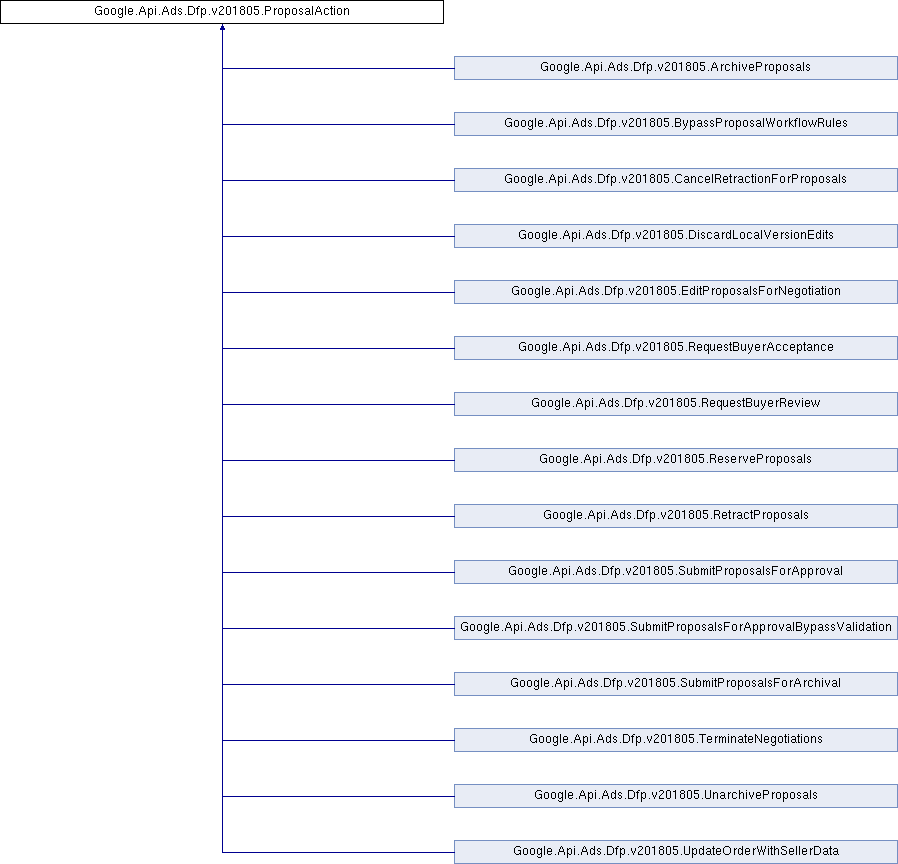 Google.Api.Ads.Dfp.v201805.ProposalAction
Google.Api.Ads.Dfp.v201805.ArchiveProposals
Google.Api.Ads.Dfp.v201805.BypassProposalWorkflowRules
Google.Api.Ads.Dfp.v201805.CancelRetractionForProposals
Google.Api.Ads.Dfp.v201805.DiscardLocalVersionEdits
Google.Api.Ads.Dfp.v201805.EditProposalsForNegotiation
Google.Api.Ads.Dfp.v201805.RequestBuyerAcceptance
Google.Api.Ads.Dfp.v201805.RequestBuyerReview
Google.Api.Ads.Dfp.v201805.ReserveProposals
Google.Api.Ads.Dfp.v201805.RetractProposals
Google.Api.Ads.Dfp.v201805.SubmitProposalsForApproval
Google.Api.Ads.Dfp.v201805.SubmitProposalsForApprovalBypassValidation
Google.Api.Ads.Dfp.v201805.SubmitProposalsForArchival
Google.Api.Ads.Dfp.v201805.TerminateNegotiations
Google.Api.Ads.Dfp.v201805.UnarchiveProposals
Google.Api.Ads.Dfp.v201805.UpdateOrderWithSellerData